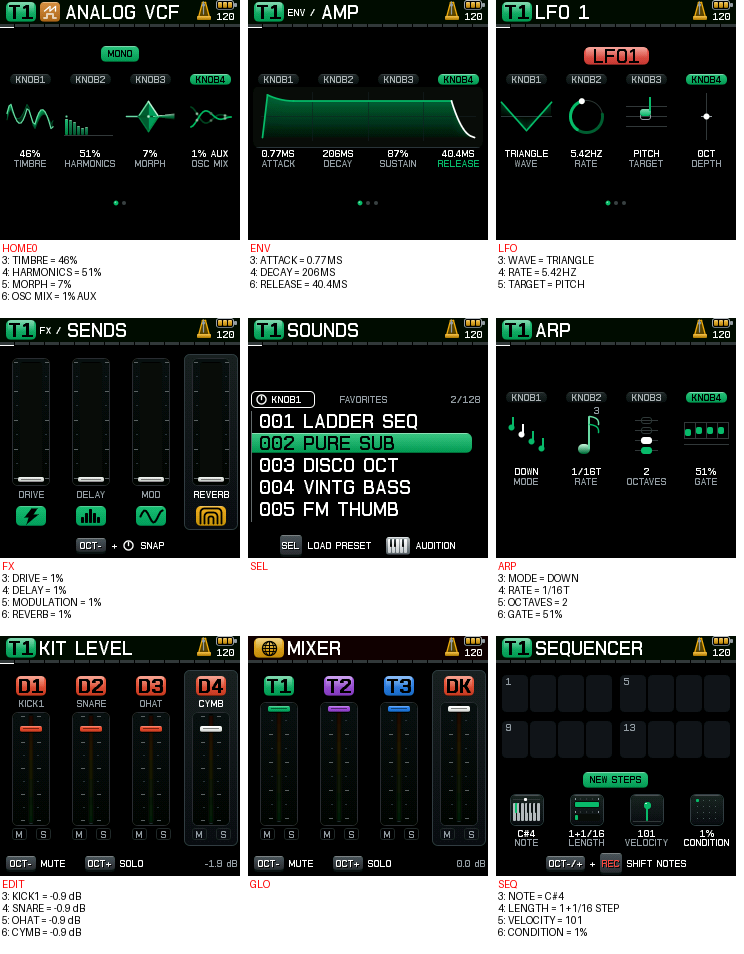 T1 ANALOG VCF 120
MONO
KNOB1 KNOB2 KNOB3 KNOB4
46% 51% 7% 1% AUX
TIMBRE HARMONICS MORPH OSC MIX
HOME0
3: TIMBRE = 46%
4: HARMONICS = 51%
5: MORPH = 7%
6: OSC MIX = 1% AUX
T1 ENV / AMP 120
KNOB1 KNOB2 KNOB3 KNOB4
0.77MS 206MS 87% 40.4MS
ATTACK DECAY SUSTAIN RELEASE
ENV
3: ATTACK = 0.77MS
4: DECAY = 206MS
6: RELEASE = 40.4MS
T1 LFO 1 120
LFO1
KNOB1 KNOB2 KNOB3 KNOB4
TRIANGLE 5.42HZ PITCH 0CT
WAVE RATE TARGET DEPTH
LFO
3: WAVE = TRIANGLE
4: RATE = 5.42HZ
5: TARGET = PITCH
T1 FX / SENDS 120
DRIVE DELAY MOD REVERB
OCT- + SNAP
FX
3: DRIVE = 1%
4: DELAY = 1%
5: MODULATION = 1%
6: REVERB = 1%
T1 SOUNDS 120
KNOB1 FAVORITES 2/128
001 LADDER SEQ
002 PURE SUB
003 DISCO OCT
004 VINTG BASS
005 FM THUMB
SEL LOAD PRESET AUDITION
SEL
T1 ARP 120
KNOB1 KNOB2 KNOB3 KNOB4
3
DOWN 1/16T 2 51%
MODE RATE OCTAVES GATE
ARP
3: MODE = DOWN
4: RATE = 1/16T
5: OCTAVES = 2
6: GATE = 51%
T1 KIT LEVEL 120
D1 D2 D3 D4
KICK1 SNARE OHAT CYMB
M S M S M S M S
OCT- MUTE OCT+ SOLO -1.9 dB
EDIT
3: KICK1 = -0.9 dB
4: SNARE = -0.9 dB
5: OHAT = -0.9 dB
6: CYMB = -0.9 dB
MIXER 120
T1 T2 T3 DK
M S M S M S M S
OCT- MUTE OCT+ SOLO 0.0 dB
GLO
T1 SEQUENCER 120
1 5
9 13
NEW STEPS
C#4 1+1/16 101 1%
NOTE LENGTH VELOCITY CONDITION
OCT-/+ + REC SHIFT NOTES
SEQ
3: NOTE = C#4
4: LENGTH = 1+1/16 STEP
5: VELOCITY = 101
6: CONDITION = 1%